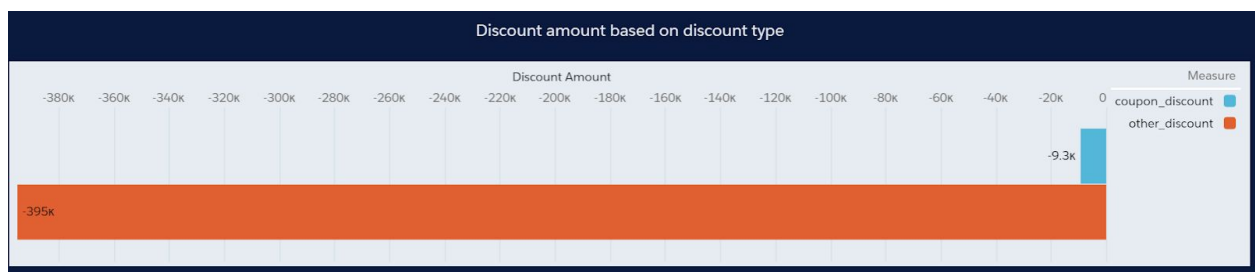 Discount amount based on discount type
Discount Amount
Measure
-380K -360K -340K -320K -300K -280K -260K -240K -220K -200K -180K -160K -140K -120K -100K -80K -60K -40K -20K 0
coupon_discount
other_discount
-9.3K
-395K